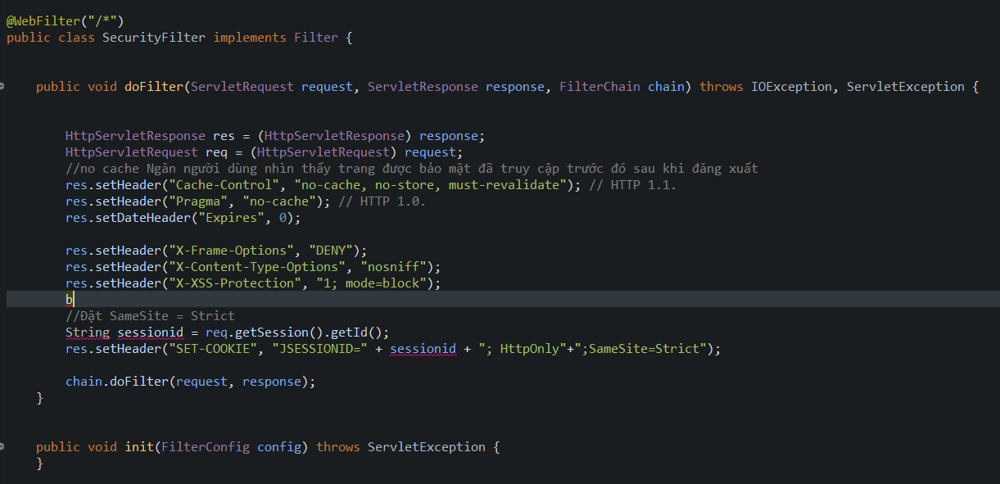 @WebFilter("/*")
public class SecurityFilter implements Filter {
public void doFilter(ServletRequest request, ServletResponse response, FilterChain chain) throws IOException, ServletException {
HttpServletResponse res = (HttpServletResponse) response;
HttpServletRequest req = (HttpServletRequest) request;
//no cache Ngăn người dùng nhìn thấy trang được bảo mật đã truy cập trước đó sau khi đăng xuất
res.setHeader("Cache-Control", "no-cache, no-store, must-revalidate"); // HTTP 1.1.
res.setHeader("Pragma", "no-cache"); // HTTP 1.0.
res.setDateHeader("Expires", 0);
res.setHeader("X-Frame-Options", "DENY");
res.setHeader("X-Content-Type-Options", "nosniff");
res.setHeader("X-XSS-Protection", "1; mode=block");
b
//Đặt SameSite = Strict
String sessionid = req.getSession().getId();
res.setHeader("SET-COOKIE", "JSESSIONID=" + sessionid + "; HttpOnly"+";SameSite=Strict");
chain.doFilter(request, response);
}
public void init(FilterConfig config) throws ServletException {
}